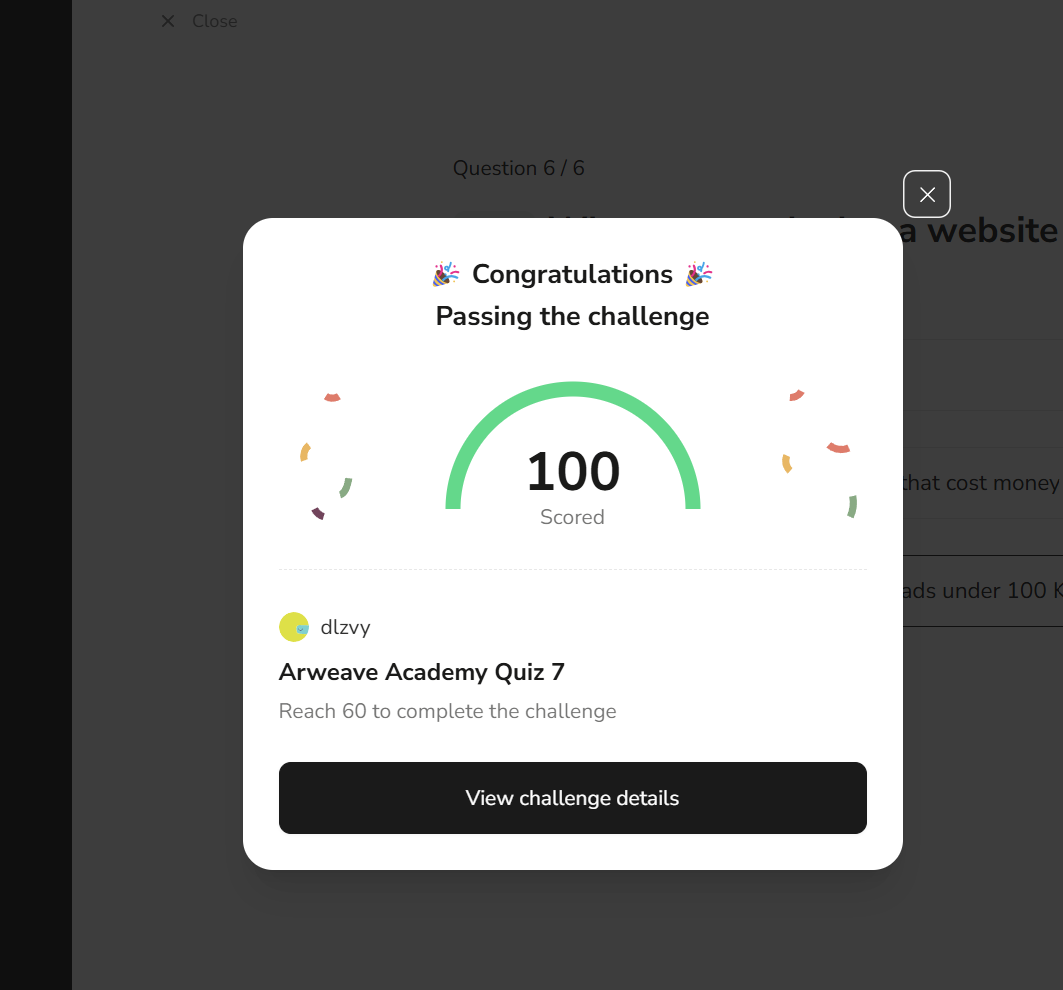 Close
Question 6 / 6
a website
🎉 Congratulations 🎉
Passing the challenge
100
Scored
that cost money
ads under 100
dlzvy
Arweave Academy Quiz 7
Reach 60 to complete the challenge
View challenge details